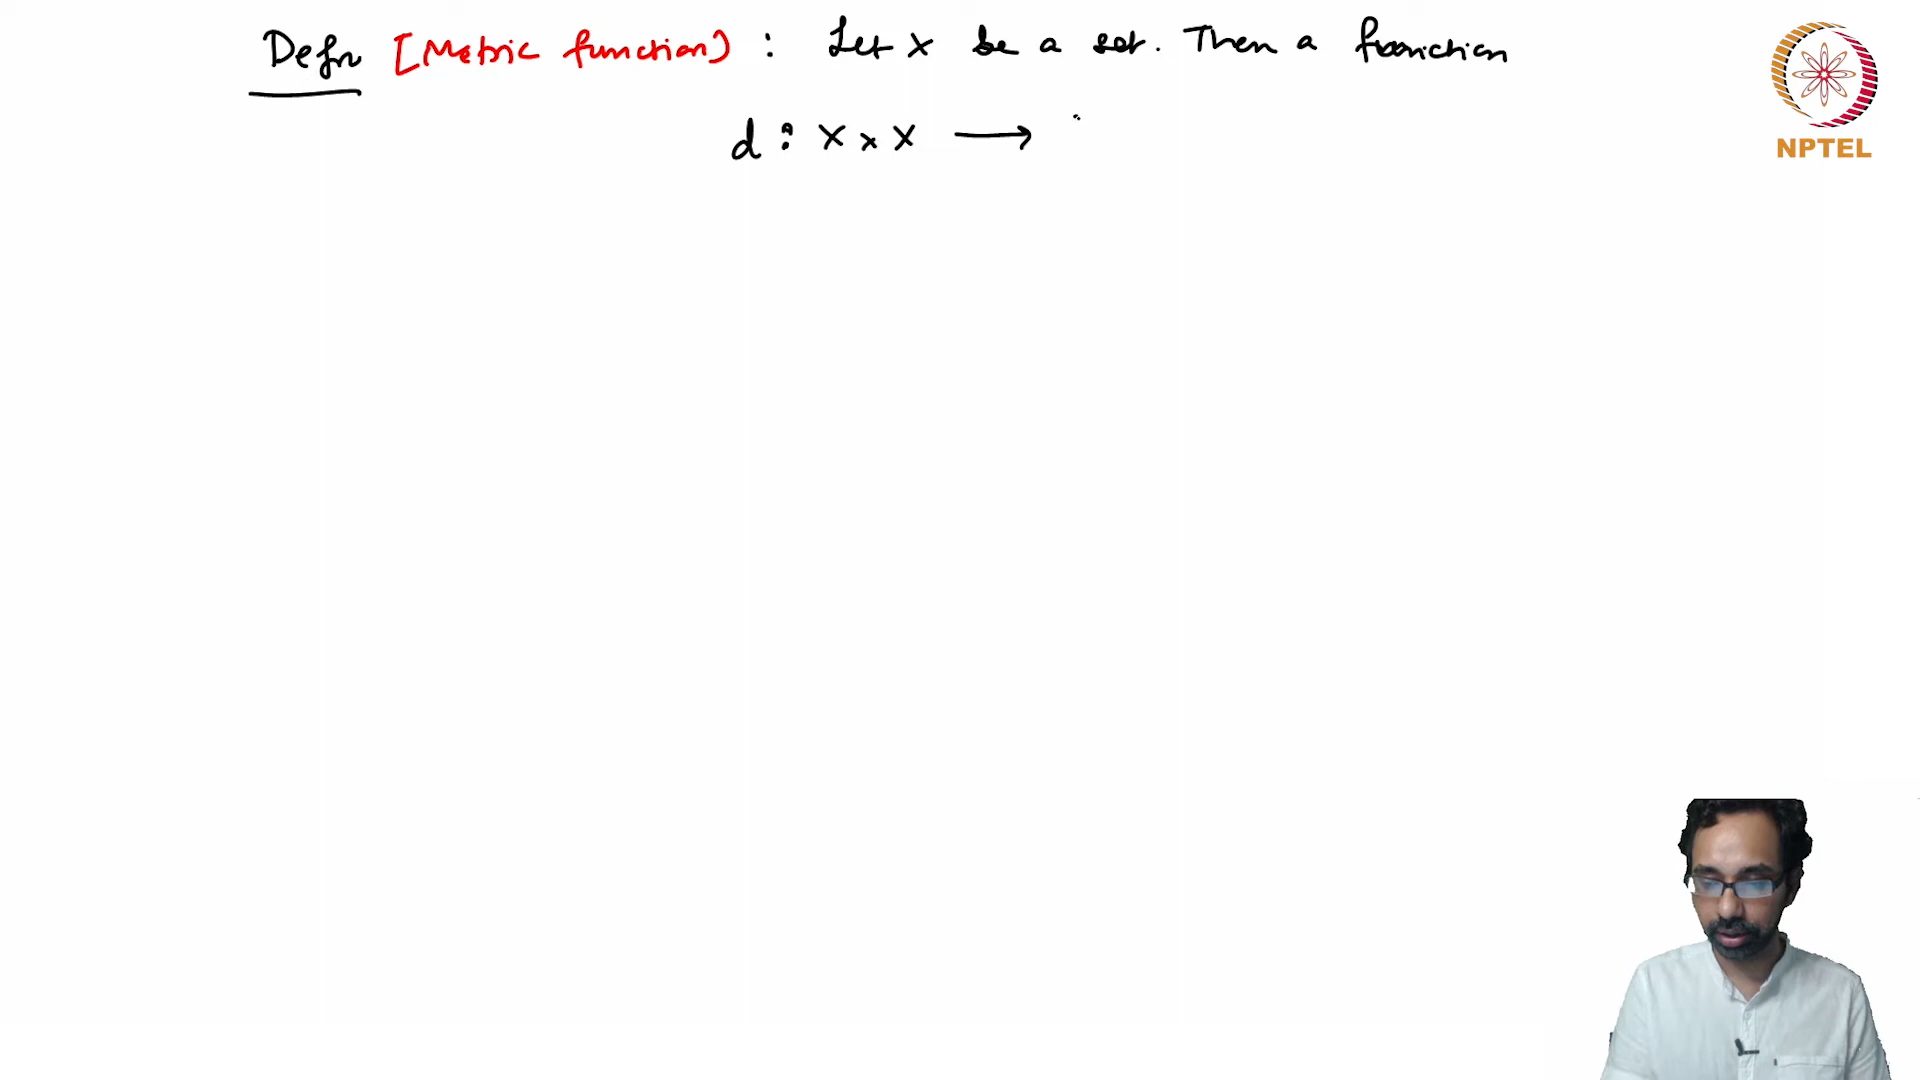 Defn [Metric function) : Let X be a set. Then a function
d : X x X ⟶
NPTEL